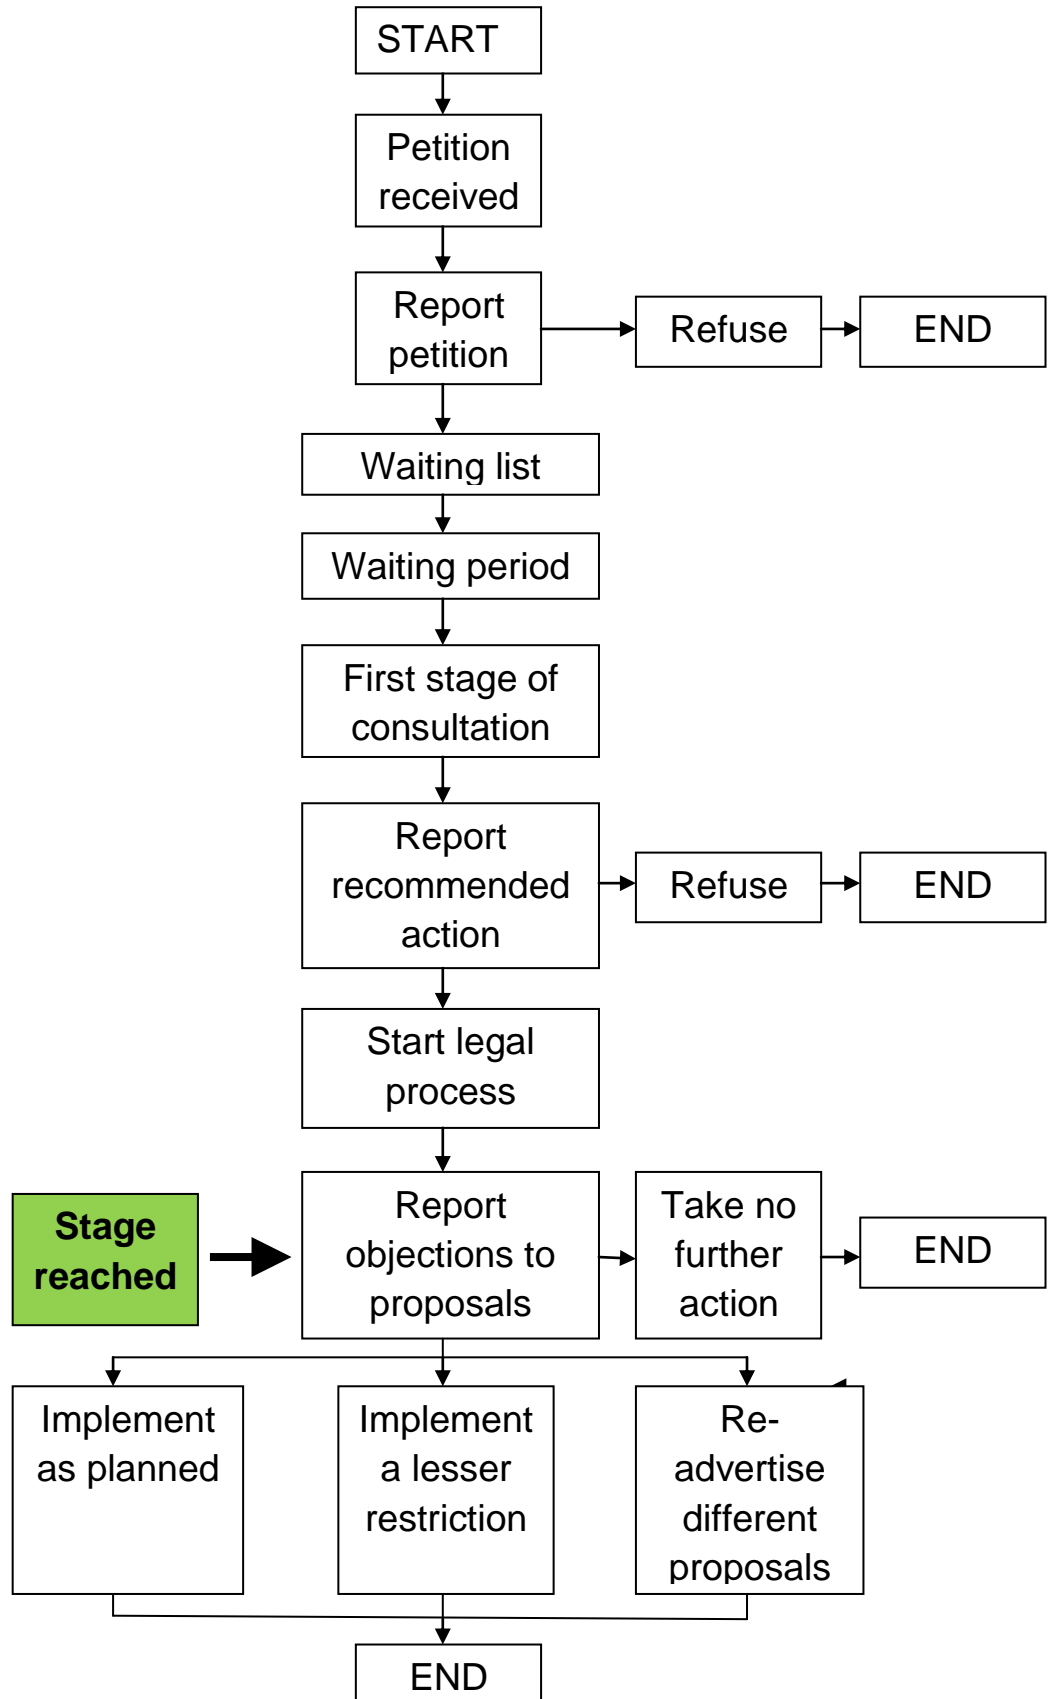 START
Petition
received
Report
petition
Refuse
END
Waiting list
Waiting period
First stage of
consultation
Report
recommended
action
Refuse
END
Start legal
process
Stage
reached
Report
objections to
proposals
Take no
further
action
END
Implement
as planned
Implement
a lesser
restriction
Re-
advertise
different
proposals
END